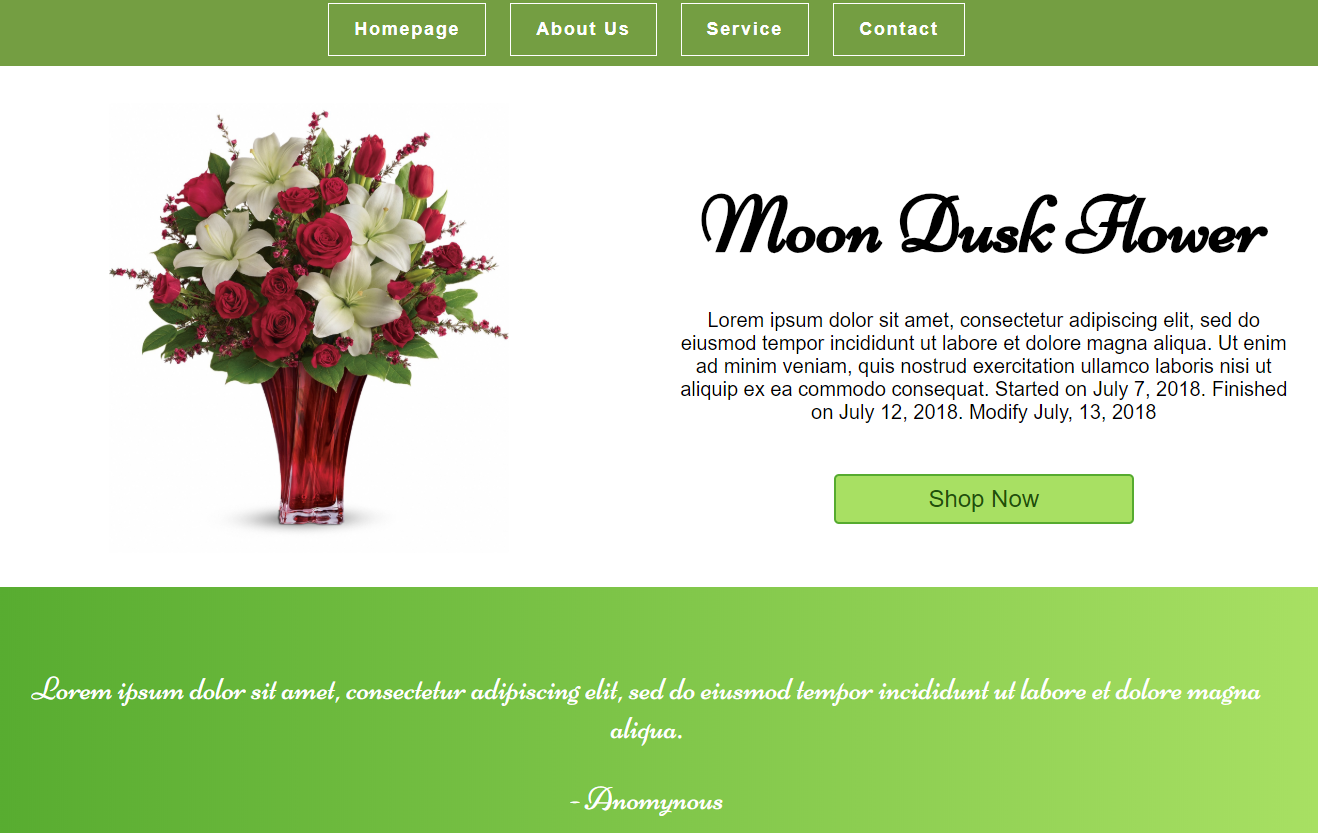 Homepage About Us Service Contact
Moon Dusk Flower
Lorem ipsum dolor sit amet, consectetur adipiscing elit, sed do
eiusmod tempor incididunt ut labore et dolore magna aliqua. Ut enim
ad minim veniam, quis nostrud exercitation ullamco laboris nisi ut
aliquip ex ea commodo consequat. Started on July 7, 2018. Finished
on July 12, 2018. Modify July, 13, 2018
Shop Now
Lorem ipsum dolor sit amet, consectetur adipiscing elit, sed do eiusmod tempor incididunt ut labore et dolore magna
aliqua.
- Anomynous